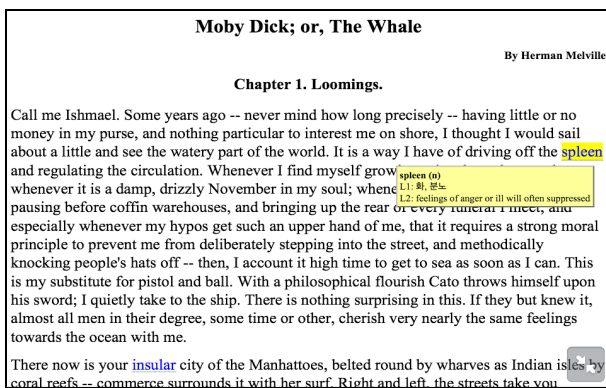 Moby Dick; or, The Whale
By Herman Melville
Chapter 1. Loomings.
Call me Ishmael. Some years ago -- never mind how long precisely -- having little or no
money in my purse, and nothing particular to interest me on shore, I thought I would sail
about a little and see the watery part of the world. It is a way I have of driving off the spleen
and regulating the circulation. Whenever I find myself
spleen (n)
L1: 화, 분노
L2: feelings of anger or ill will often suppressed
whenever it is a damp, drizzly November in my soul;
pausing before coffin warehouses, and bringing up the rear of every funeral I meet, and
especially whenever my hypos get such an upper hand of me, that it requires a strong moral
principle to prevent me from deliberately stepping into the street, and methodically
knocking people's hats off -- then, I account it high time to get to sea as soon as I can. This
is my substitute for pistol and ball. With a philosophical flourish Cato throws himself upon
his sword; I quietly take to the ship. There is nothing surprising in this. If they but knew it,
almost all men in their degree, some time or other, cherish very nearly the same feelings
towards the ocean with me.
There now is your insular city of the Manhattoes, belted round by wharves as Indian isles by
coral reefs -- commerce surrounds it with her surf. Right and left, the streets take you